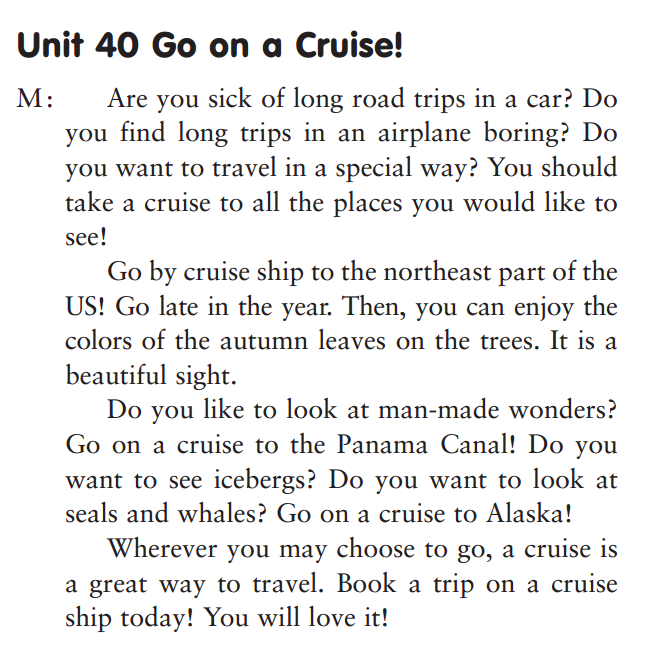 Unit 40 Go on a Cruise!
M: Are you sick of long road trips in a car? Do
you find long trips in an airplane boring? Do
you want to travel in a special way? You should
take a cruise to all the places you would like to
see!
Go by cruise ship to the northeast part of the
US! Go late in the year. Then, you can enjoy the
colors of the autumn leaves on the trees. It is a
beautiful sight.
Do you like to look at man-made wonders?
Go on a cruise to the Panama Canal! Do you
want to see icebergs? Do you want to look at
seals and whales? Go on a cruise to Alaska!
Wherever you may choose to go, a cruise is
a great way to travel. Book a trip on a cruise
ship today! You will love it!